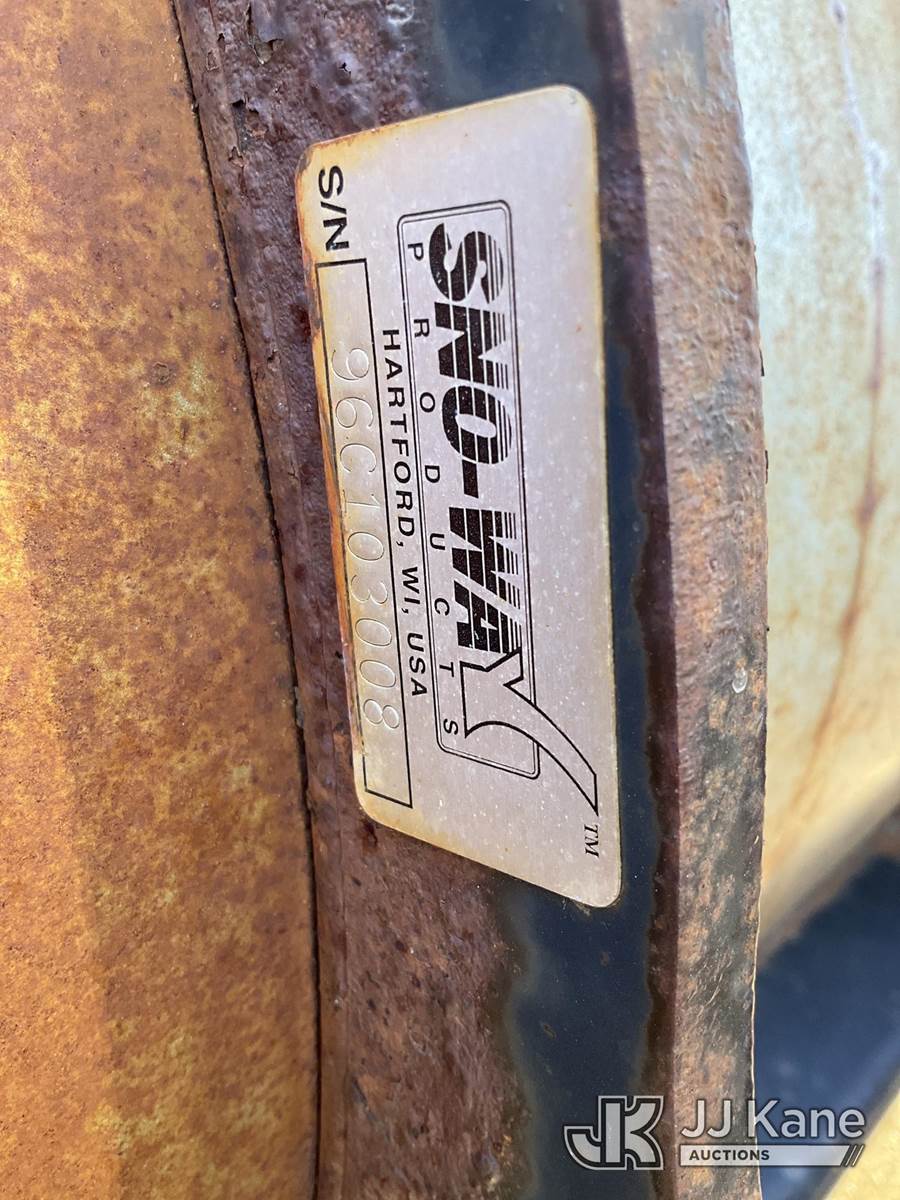 SNO-WAY
PRODUCTS
TM
HARTFORD, WI, USA
S/N 96C103008
JK JJ Kane
AUCTIONS